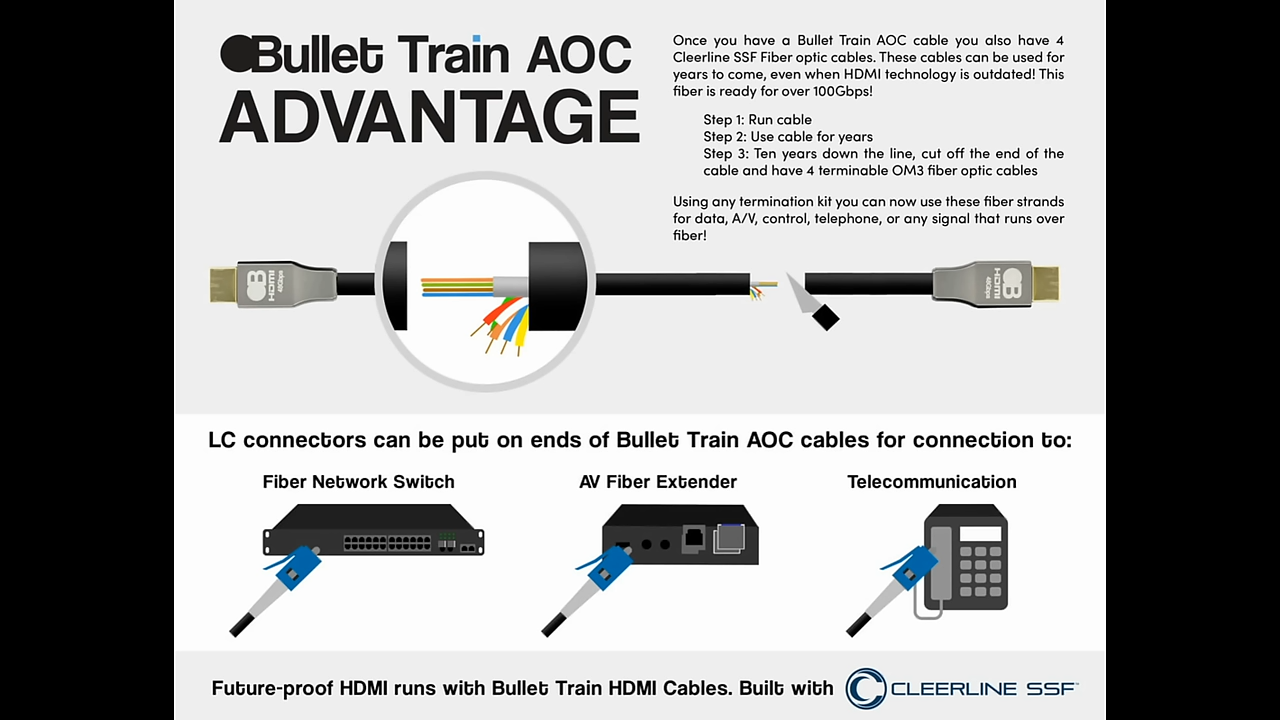 Bullet Train AOC
ADVANTAGE
Once you have a Bullet Train AOC cable you also have 4
Cleerline SSF Fiber optic cables. These cables can be used for
years to come, even when HDMI technology is outdated! This
fiber is ready for over 100Gbps!
Step 1: Run cable
Step 2: Use cable for years
Step 3: Ten years down the line, cut off the end of the
cable and have 4 terminable OM3 fiber optic cables
Using any termination kit you can now use these fiber strands
for data, A/V, control, telephone, or any signal that runs over
fiber!
HDMI
48Gbps
HDMI
48Gbps
LC connectors can be put on ends of Bullet Train AOC cables for connection to:
Fiber Network Switch
AV Fiber Extender
Telecommunication
Future-proof HDMI runs with Bullet Train HDMI Cables. Built with
CLEERLINE SSF™